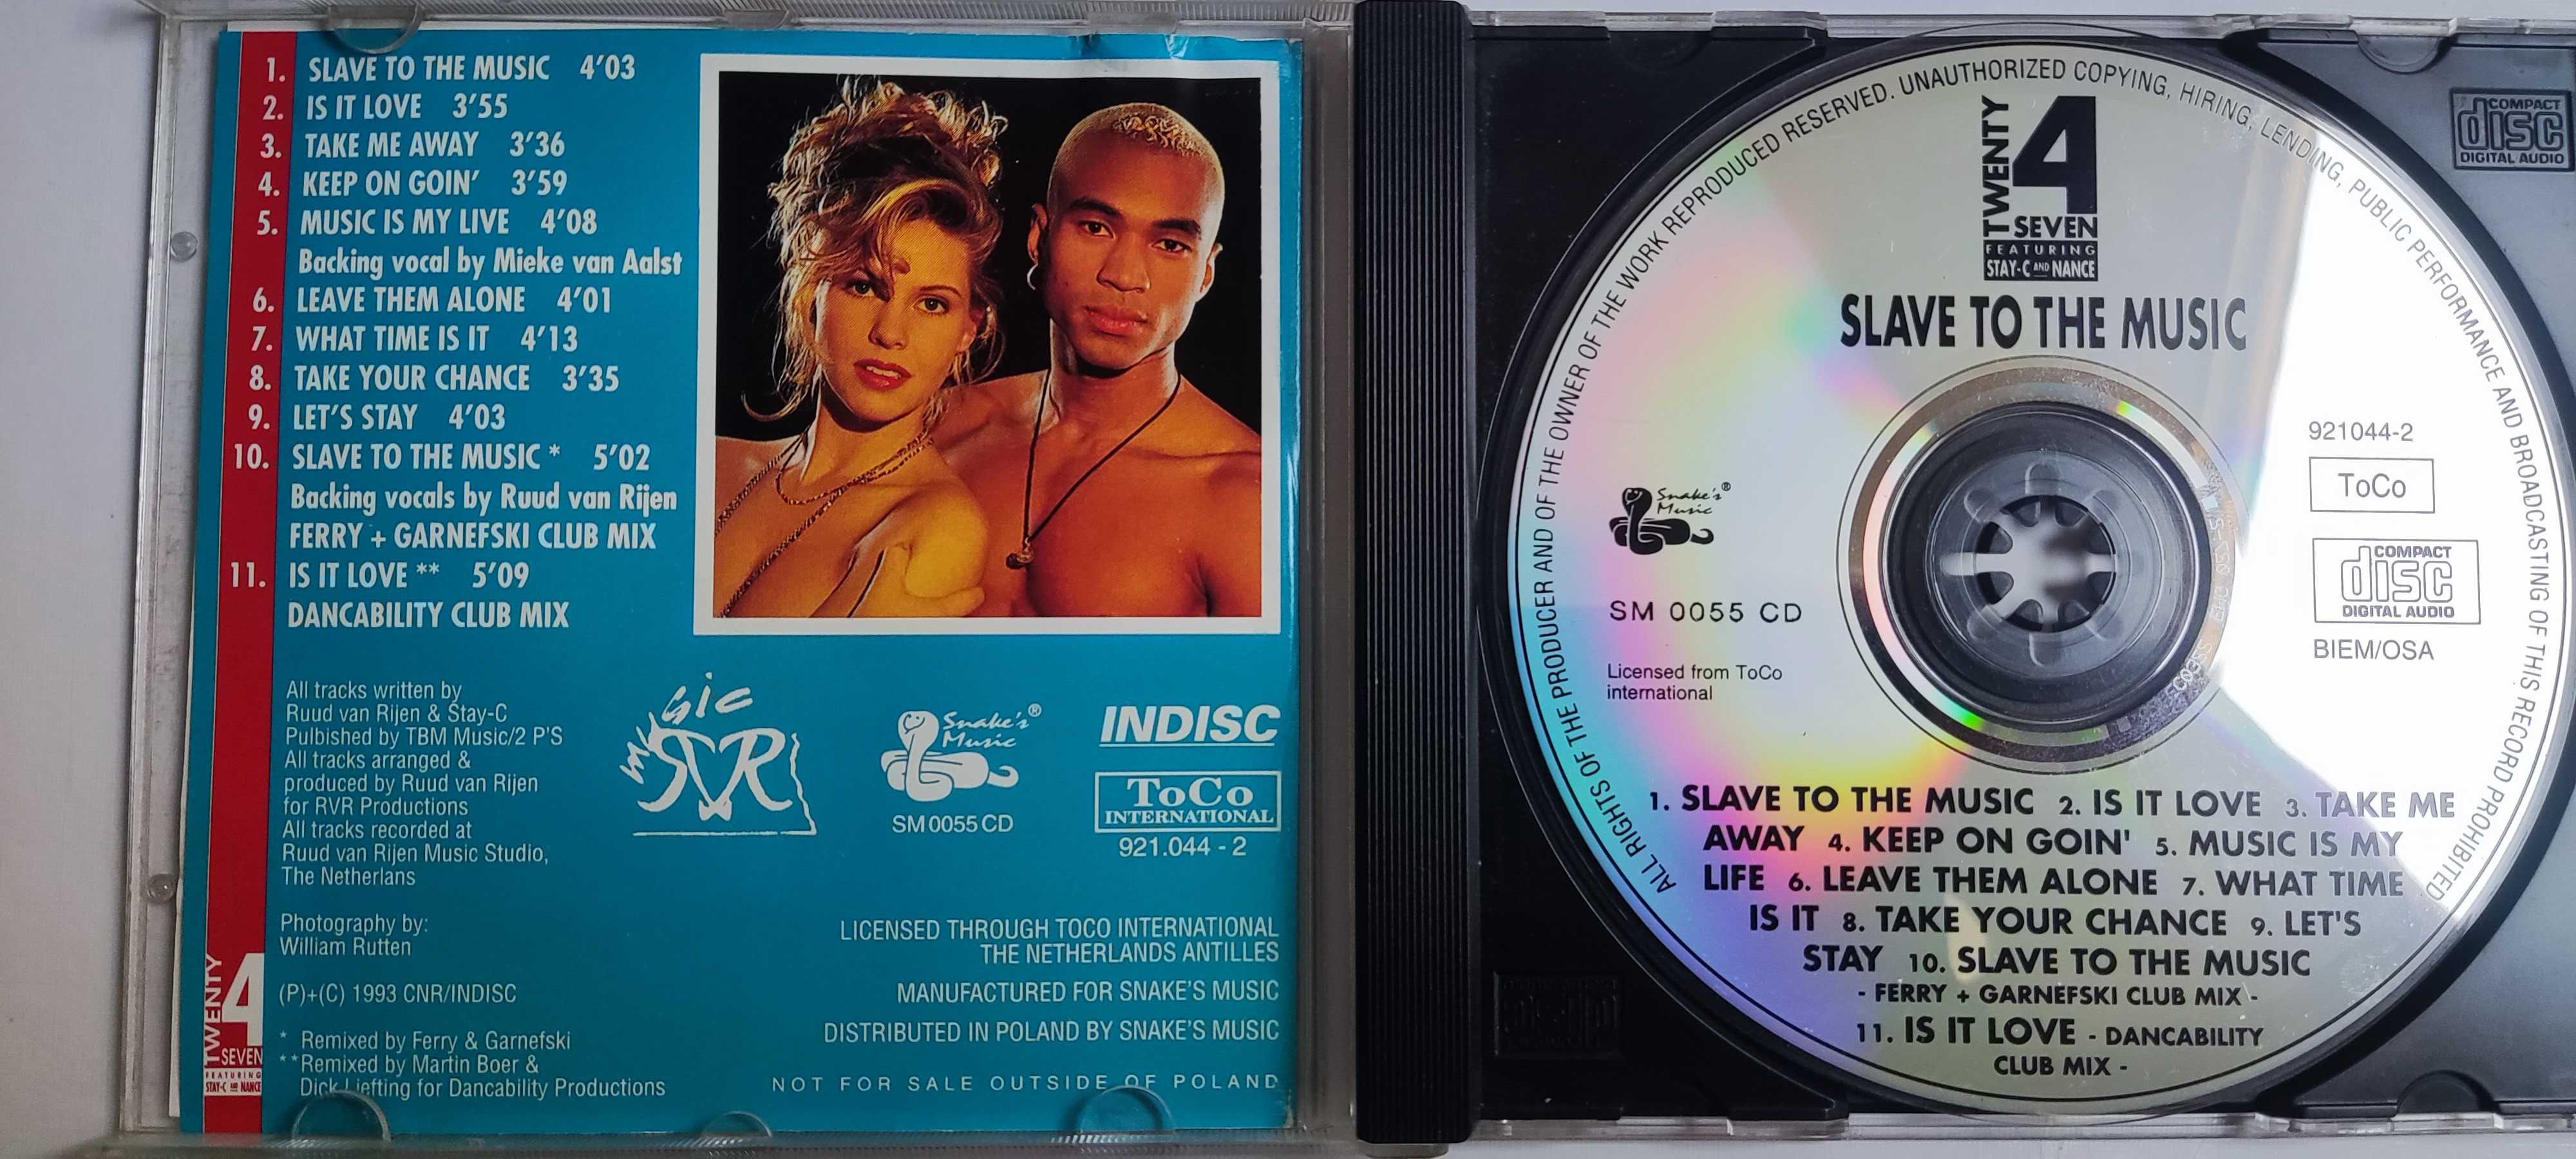 1. SLAVE TO THE MUSIC 4'03
2. IS IT LOVE 3'55
3. TAKE ME AWAY 3'36
4. KEEP ON GOIN' 3'59
5. MUSIC IS MY LIVE 4'08
Backing vocal by Mieke van Aalst
6. LEAVE THEM ALONE 4'01
7. WHAT TIME IS IT 4'13
8. TAKE YOUR CHANCE 3'35
9. LET'S STAY 4'03
10. SLAVE TO THE MUSIC * 5'02
Backing vocals by Ruud van Rijen
FERRY + GARNEFSKI CLUB MIX
11. IS IT LOVE ** 5'09
DANCABILITY CLUB MIX
All tracks written by
Ruud van Rijen & Stay-C
Pulbished by TBM Music/2 P'S
All tracks arranged &
produced by Ruud van Rijen
for RVR Productions
All tracks recorded at
Ruud van Rijen Music Studio,
The Netherlans
Photography by:
William Rutten
(P)+(C) 1993 CNR/INDISC
* Remixed by Ferry & Garnefski
** Remixed by Martin Boer &
Dick Liefting for Dancability Productions
TWENTY 4
SEVEN
FEATURING
STAY-C AND NANCE
music
RVR
Snake's ®
Music
SM 0055 CD
INDISC
ToCo
INTERNATIONAL
921.044 - 2
LICENSED THROUGH TOCO INTERNATIONAL
THE NETHERLANDS ANTILLES
MANUFACTURED FOR SNAKE'S MUSIC
DISTRIBUTED IN POLAND BY SNAKE'S MUSIC
NOT FOR SALE OUTSIDE OF POLAND
ALL RIGHTS OF THE PRODUCER AND OF THE OWNER OF THE WORK REPRODUCED RESERVED. UNAUTHORIZED COPYING, HIRING, LENDING, PUBLIC PERFORMANCE AND BROADCASTING OF THIS RECORD PROHIBITED
TWENTY 4
SEVEN
FEATURING
STAY-C AND NANCE
SLAVE TO THE MUSIC
Snake's ®
Music
SM 0055 CD
Licensed from ToCo
international
921044-2
ToCo
COMPACT
disc
DIGITAL AUDIO
BIEM/OSA
1. SLAVE TO THE MUSIC 2. IS IT LOVE 3. TAKE ME
AWAY 4. KEEP ON GOIN' 5. MUSIC IS MY
LIFE 6. LEAVE THEM ALONE 7. WHAT TIME
IS IT 8. TAKE YOUR CHANCE 9. LET'S
STAY 10. SLAVE TO THE MUSIC
- FERRY + GARNEFSKI CLUB MIX -
11. IS IT LOVE - DANCABILITY
CLUB MIX -
COMPACT
disc
DIGITAL AUDIO